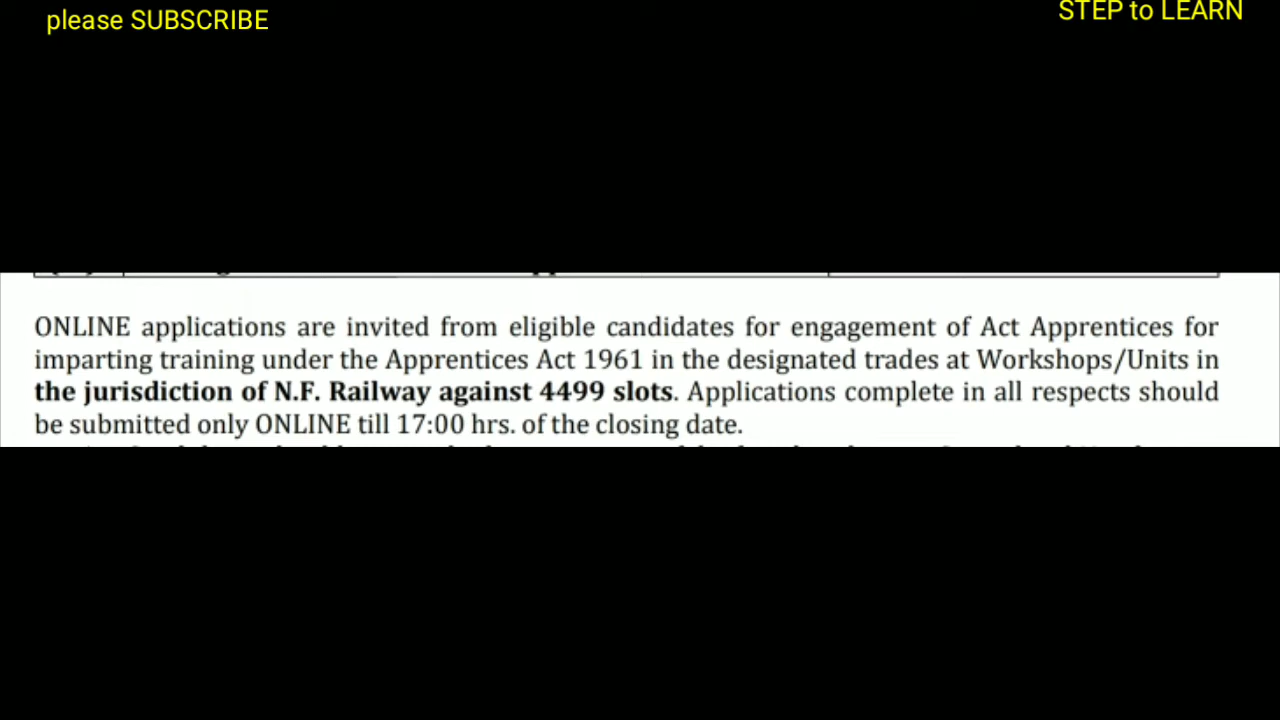 please SUBSCRIBE
STEP to LEARN
ONLINE applications are invited from eligible candidates for engagement of Act Apprentices for
imparting training under the Apprentices Act 1961 in the designated trades at Workshops/Units in
the jurisdiction of N.F. Railway against 4499 slots. Applications complete in all respects should
be submitted only ONLINE till 17:00 hrs. of the closing date.